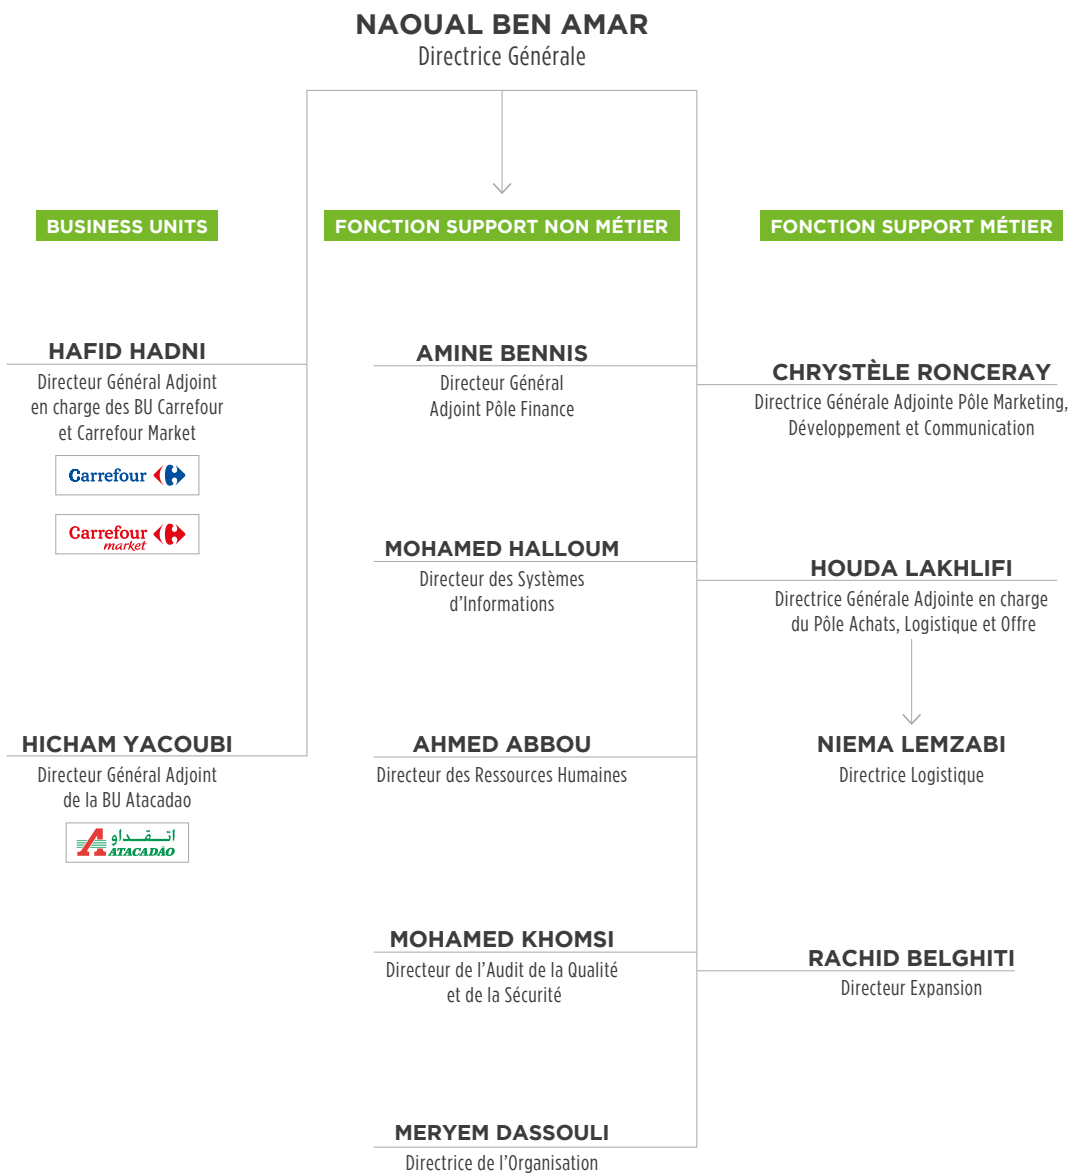 NAOUAL BEN AMAR
Directrice Générale
BUSINESS UNITS
HAFID HADNI
Directeur Général Adjoint
en charge des BU Carrefour
et Carrefour Market
Carrefour
Carrefour
market
HICHAM YACOUBI
Directeur Général Adjoint
de la BU Atacadao
اتـقــداو
ATACADÃO
FONCTION SUPPORT NON MÉTIER
AMINE BENNIS
Directeur Général
Adjoint Pôle Finance
MOHAMED HALLOUM
Directeur des Systèmes
d’Informations
AHMED ABBOU
Directeur des Ressources Humaines
MOHAMED KHOMSI
Directeur de l’Audit de la Qualité
et de la Sécurité
MERYEM DASSOULI
Directrice de l’Organisation
FONCTION SUPPORT MÉTIER
CHRYSTÈLE RONCERAY
Directrice Générale Adjointe Pôle Marketing,
Développement et Communication
HOUDA LAKHLIFI
Directrice Générale Adjointe en charge
du Pôle Achats, Logistique et Offre
NIEMA LEMZABI
Directrice Logistique
RACHID BELGHITI
Directeur Expansion